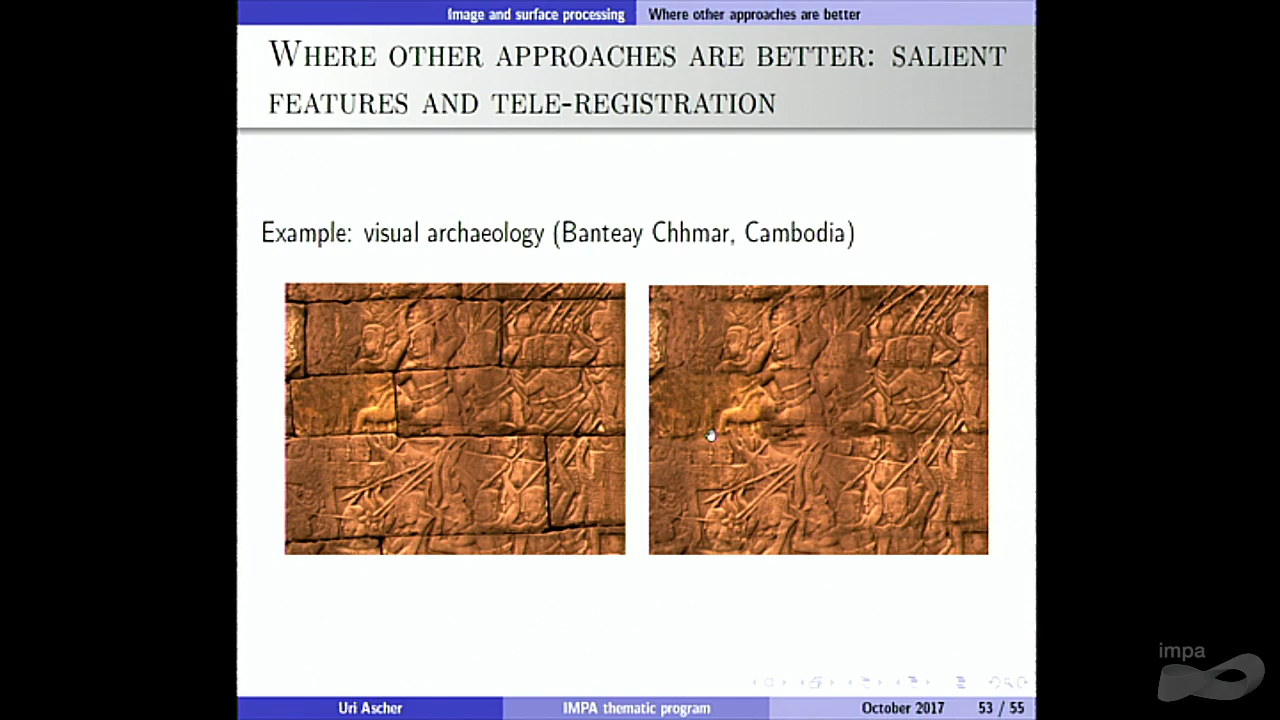 Image and surface processing Where other approaches are better
Where other approaches are better: salient
features and tele-registration
Example: visual archaeology (Banteay Chhmar, Cambodia)
impa
Uri Ascher IMPA thematic program October 2017 53 / 55